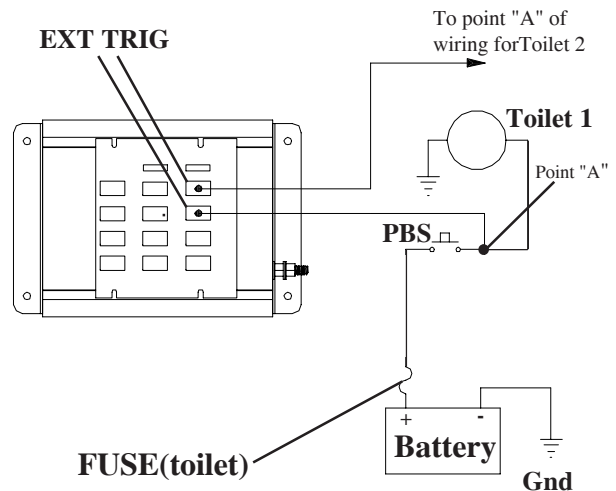 To point "A" of
wiring forToilet 2
EXT TRIG
Toilet 1
Point "A"
PBS
+ -
Battery
FUSE(toilet)
Gnd